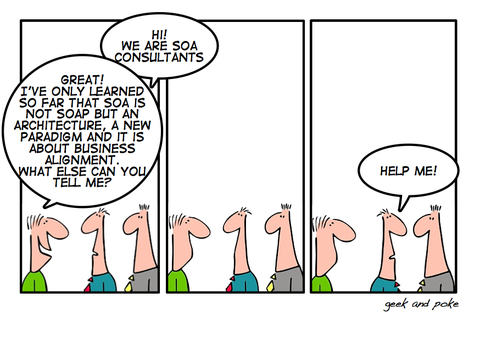 HI!
WE ARE SOA
CONSULTANTS
GREAT!
I'VE ONLY LEARNED
SO FAR THAT SOA IS
NOT SOAP BUT AN
ARCHITECTURE, A NEW
PARADIGM AND IT IS
ABOUT BUSINESS
ALIGNMENT.
WHAT ELSE CAN YOU
TELL ME?
HELP ME!
geek and poke